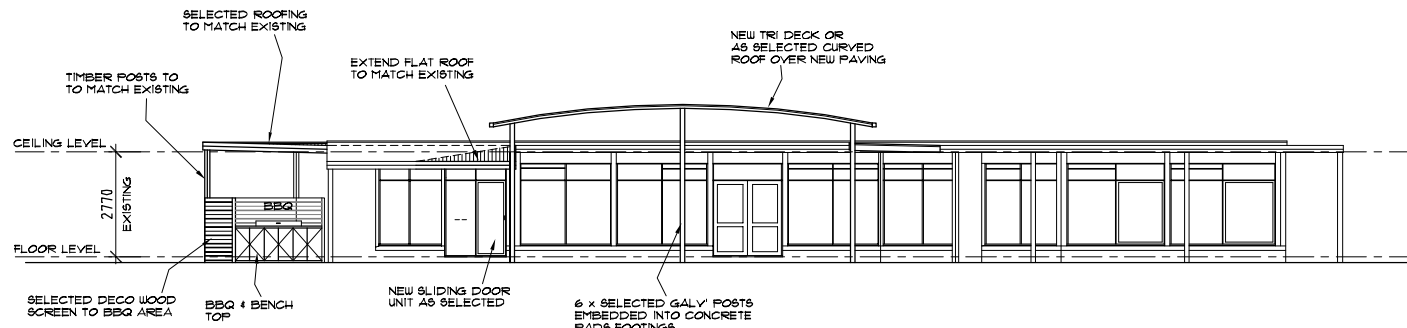 SELECTED ROOFING
TO MATCH EXISTING
NEW TRI DECK OR
AS SELECTED CURVED
ROOF OVER NEW PAVING
EXTEND FLAT ROOF
TO MATCH EXISTING
TIMBER POSTS TO
TO MATCH EXISTING
CEILING LEVEL
2770
EXISTING
BBQ
FLOOR LEVEL
SELECTED DECO WOOD
SCREEN TO BBQ AREA
BBQ & BENCH
TOP
NEW SLIDING DOOR
UNIT AS SELECTED
6 x SELECTED GALV' POSTS
EMBEDDED INTO CONCRETE
PADS FOOTINGS